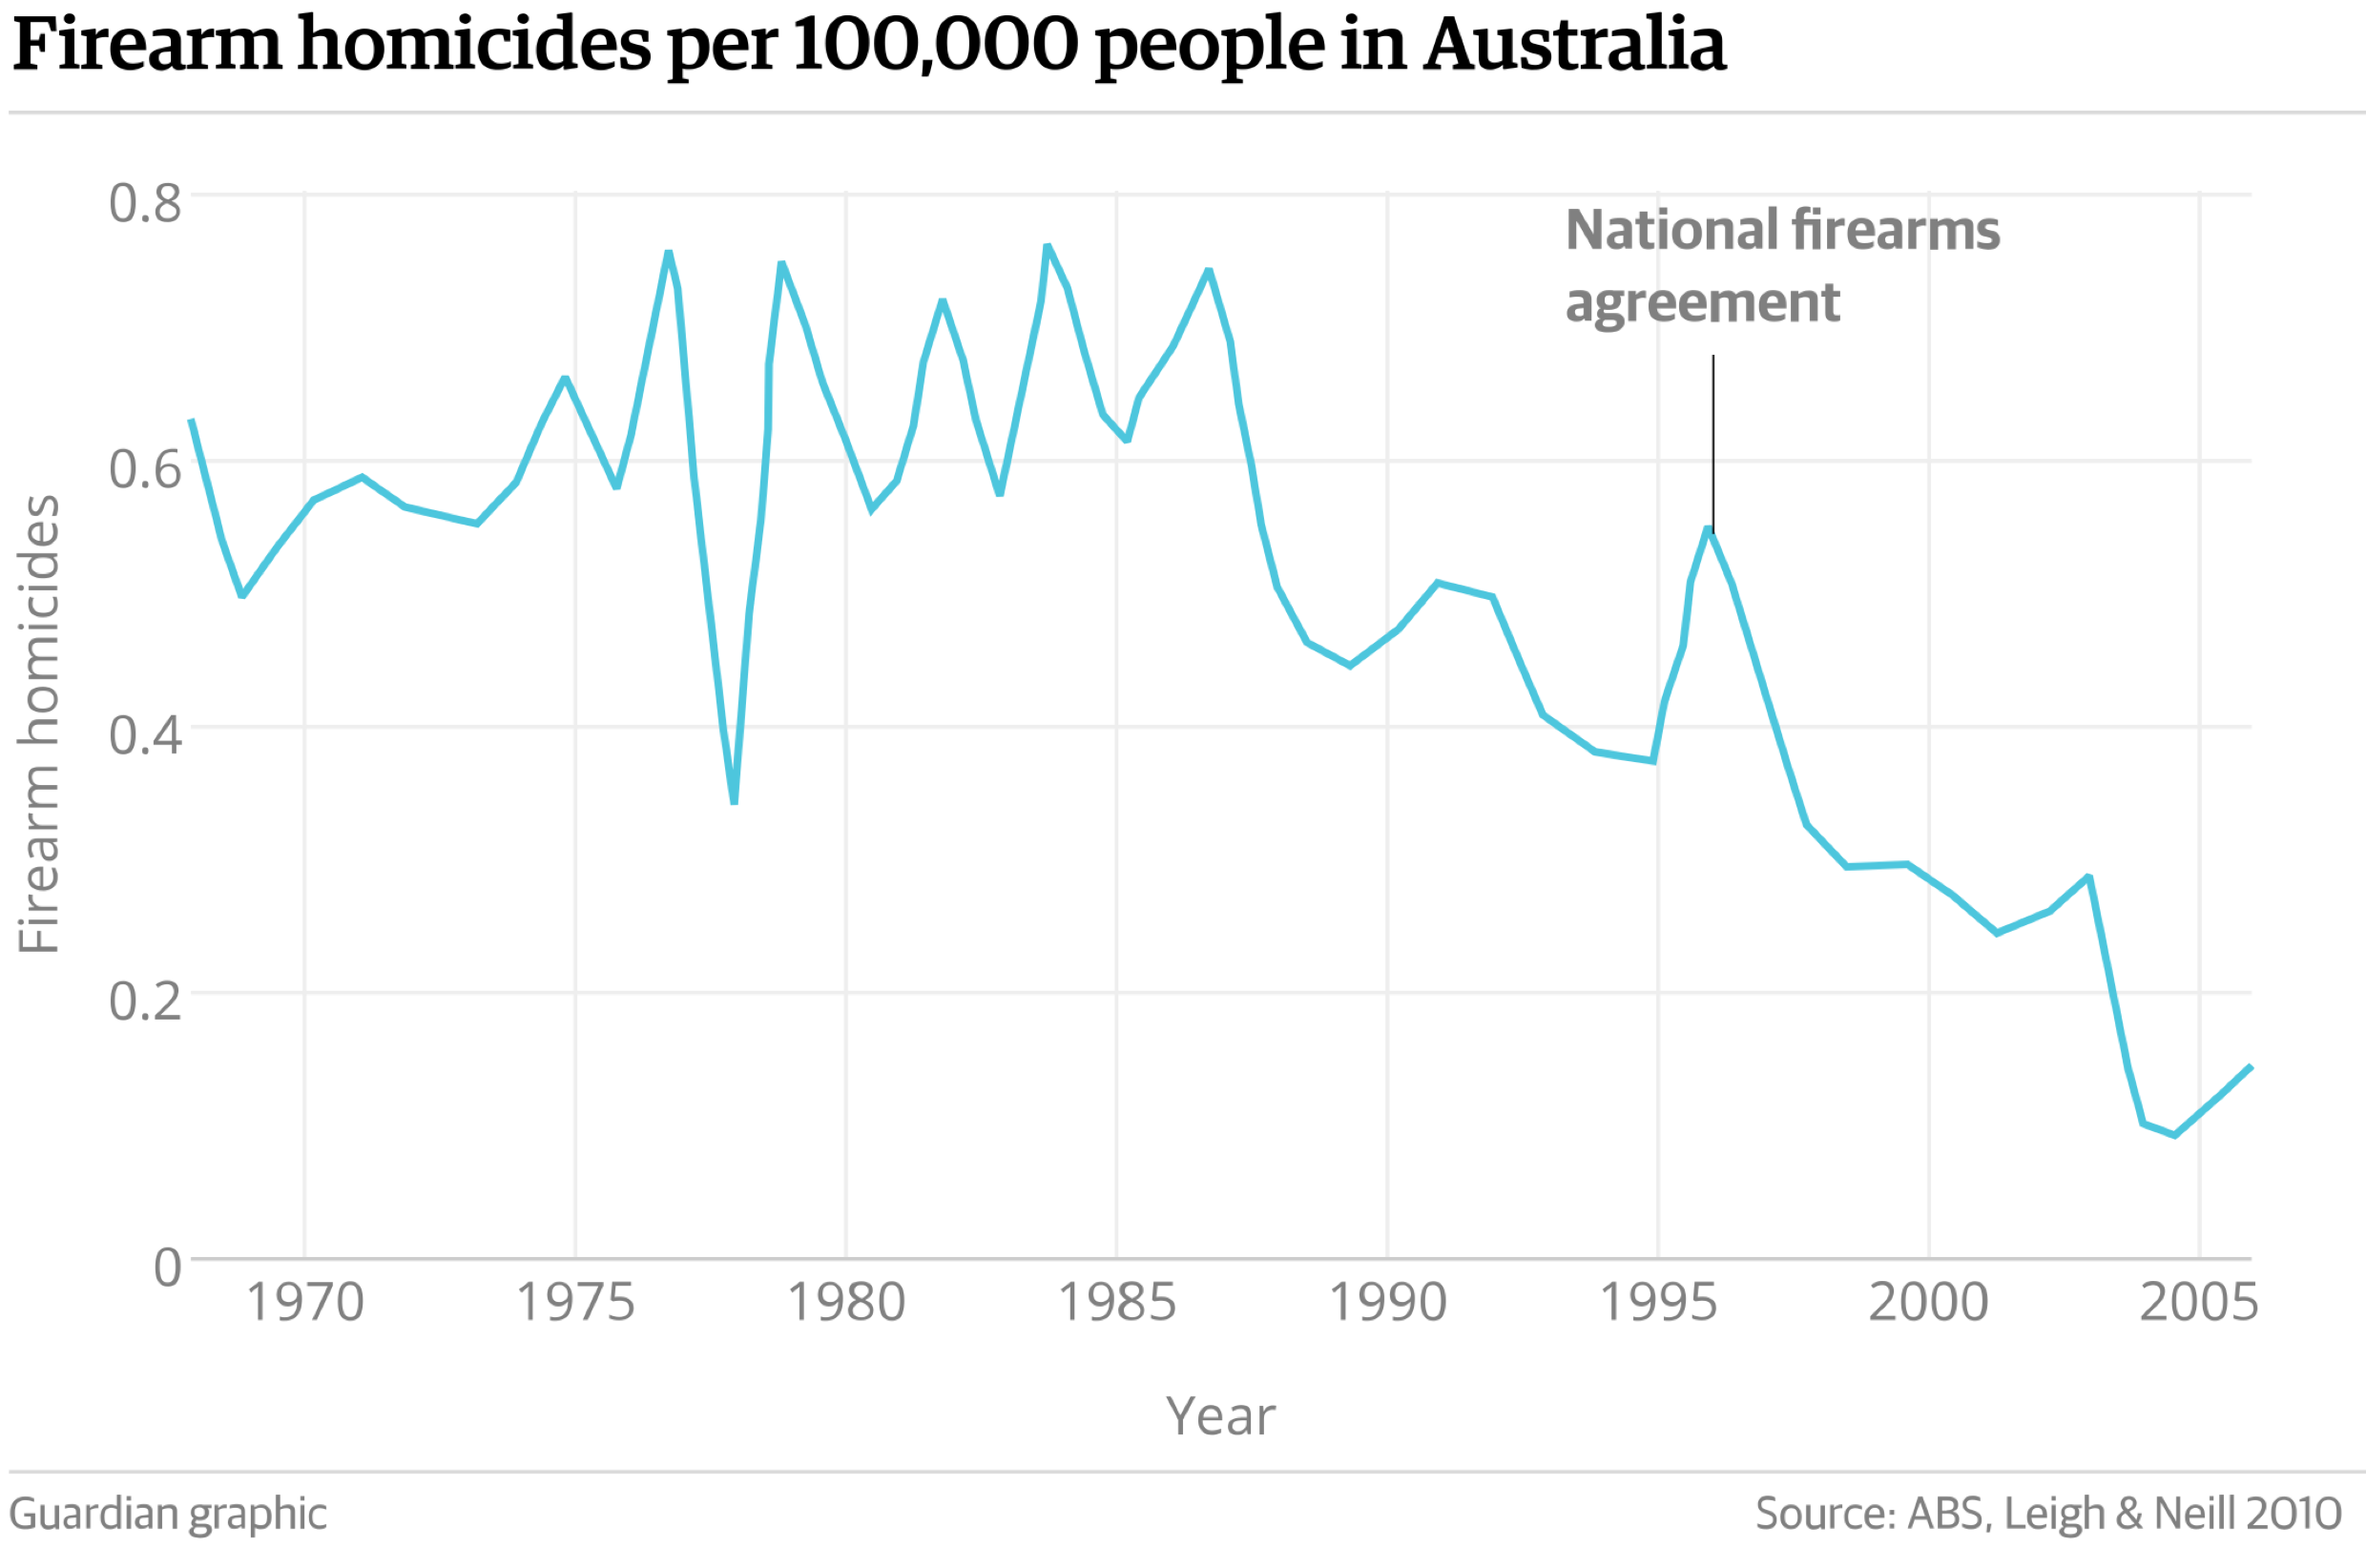 Firearm homicides per 100,000 people in Australia
National firearms
agreement
0.8
0.6
0.4
0.2
0
Firearm homicides
1970 1975 1980 1985 1990 1995 2000 2005
Year
Guardian graphic
Source: ABS, Leigh & Neill 2010